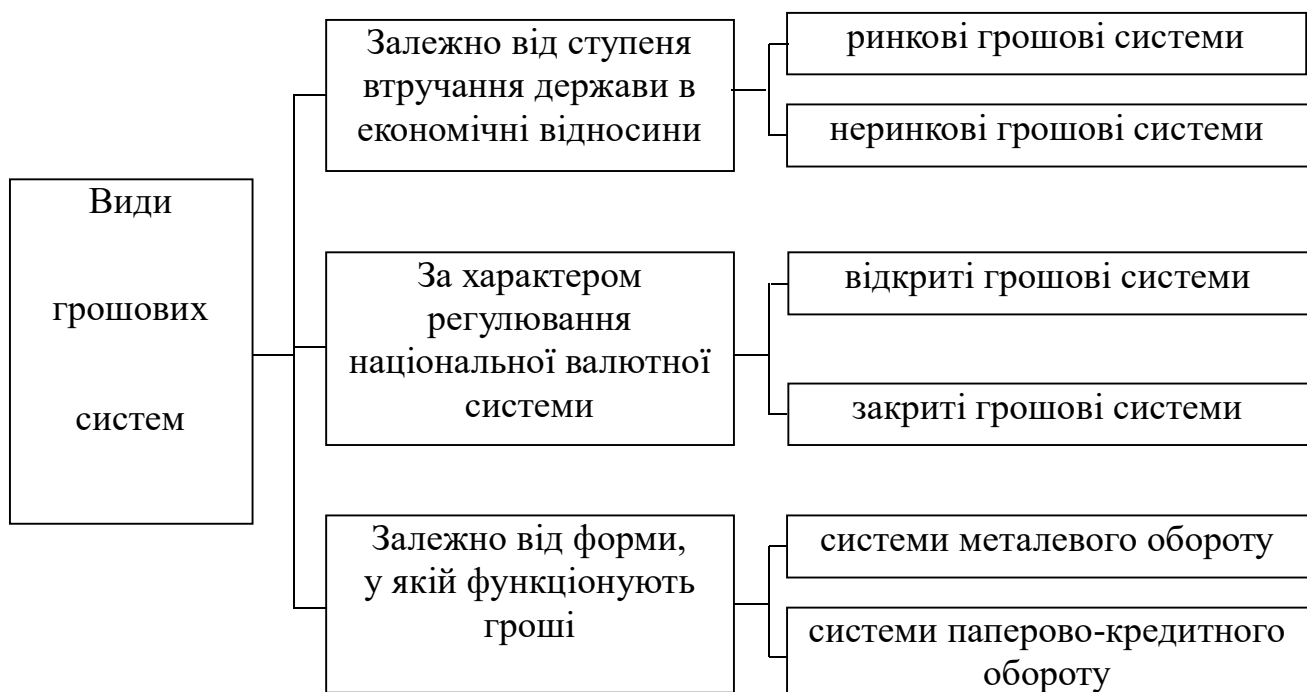 Види
грошових
систем
Залежно від ступеня
втручання держави в
економічні відносини
ринкові грошові системи
неринкові грошові системи
За характером
регулювання
національної валютної
системи
відкриті грошові системи
закриті грошові системи
Залежно від форми,
у якій функціонують
гроші
системи металевого обороту
системи паперово-кредитного
обороту